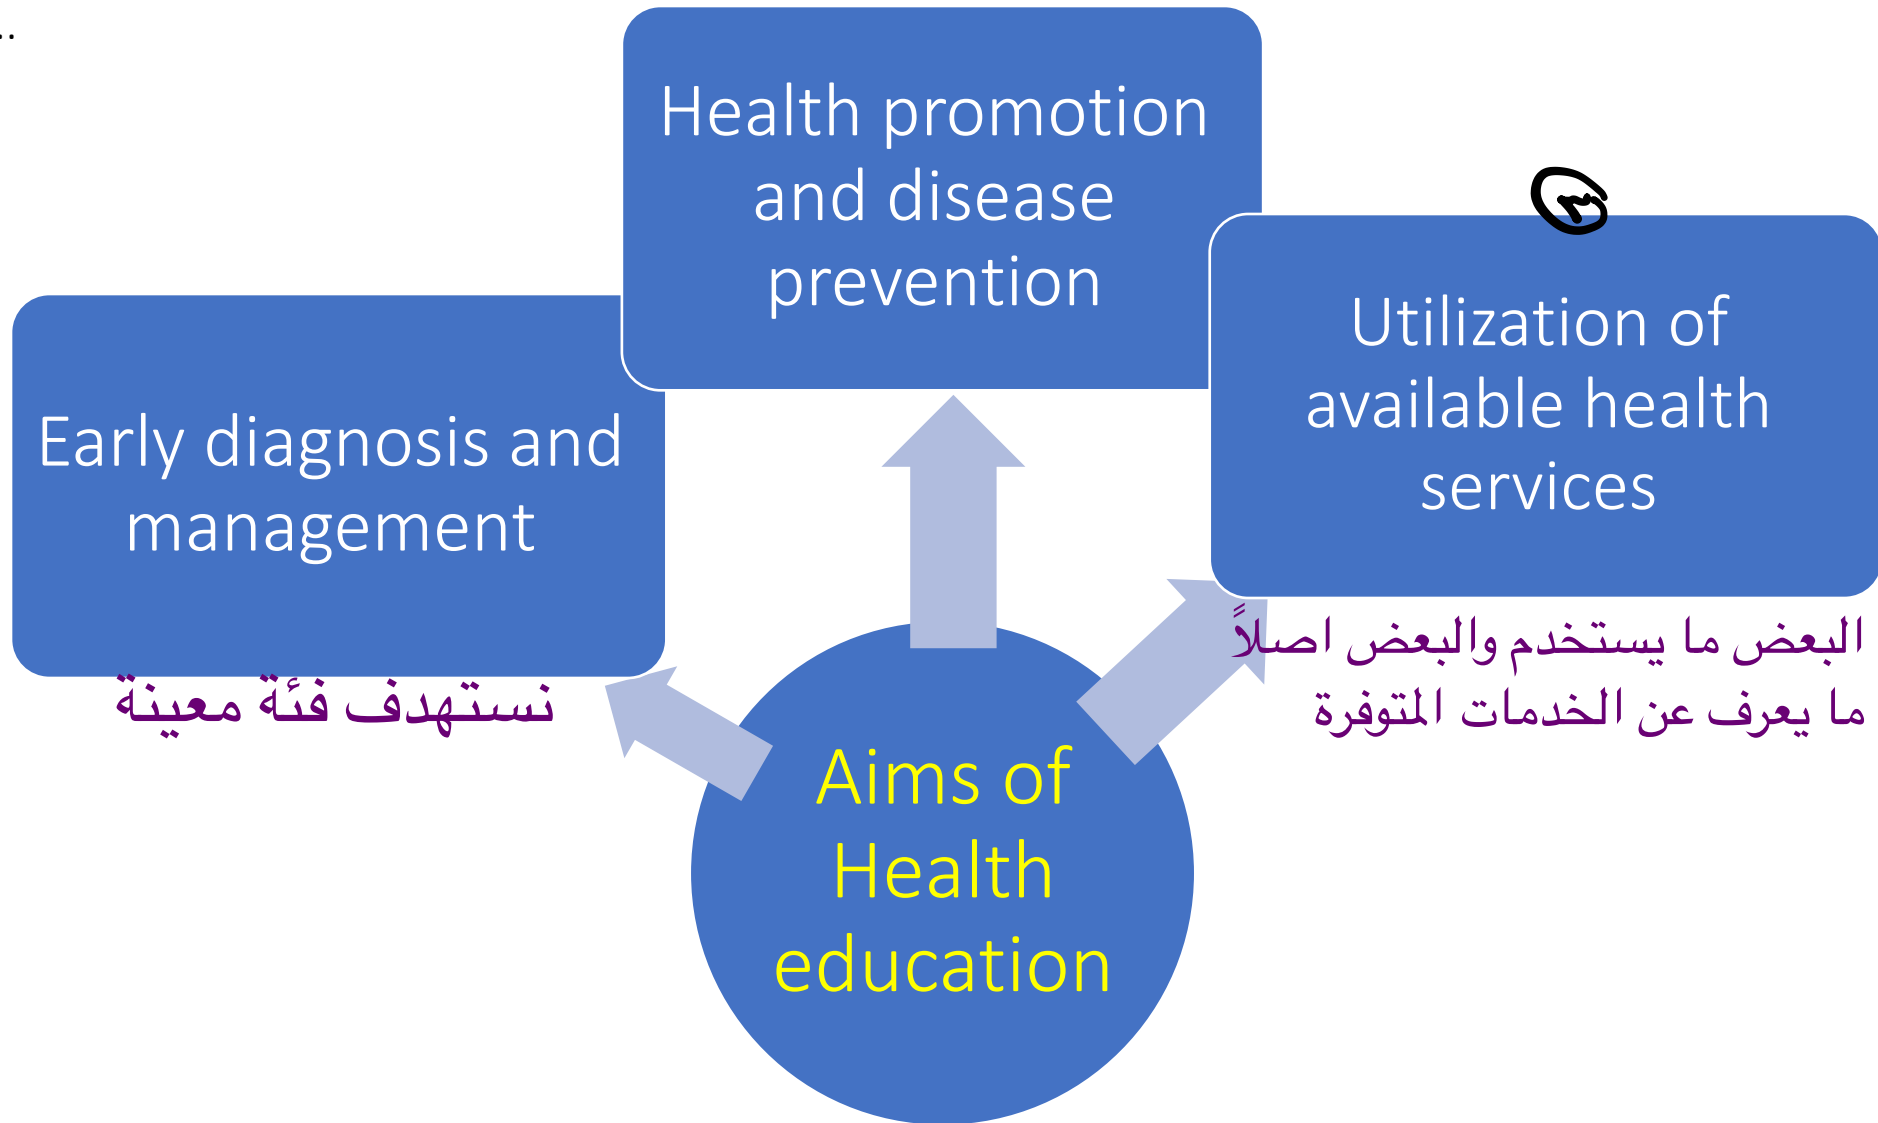 ..
Health promotion
and disease
prevention
Early diagnosis and
management
نستهدف فئة معينة
Utilization of
available health
services
البعض ما يستخدم والبعض اصلاً
ما يعرف عن الخدمات المتوفرة
Aims of
Health
education